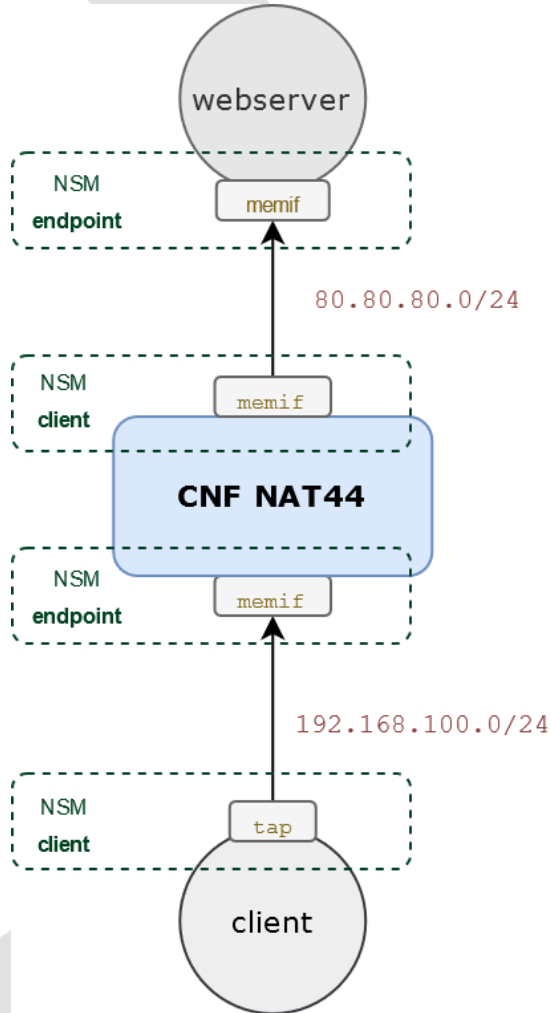 webserver
NSM
endpoint
memif
80.80.80.0/24
NSM
client
memif
CNF NAT44
NSM
endpoint
memif
192.168.100.0/24
NSM
client
tap
client